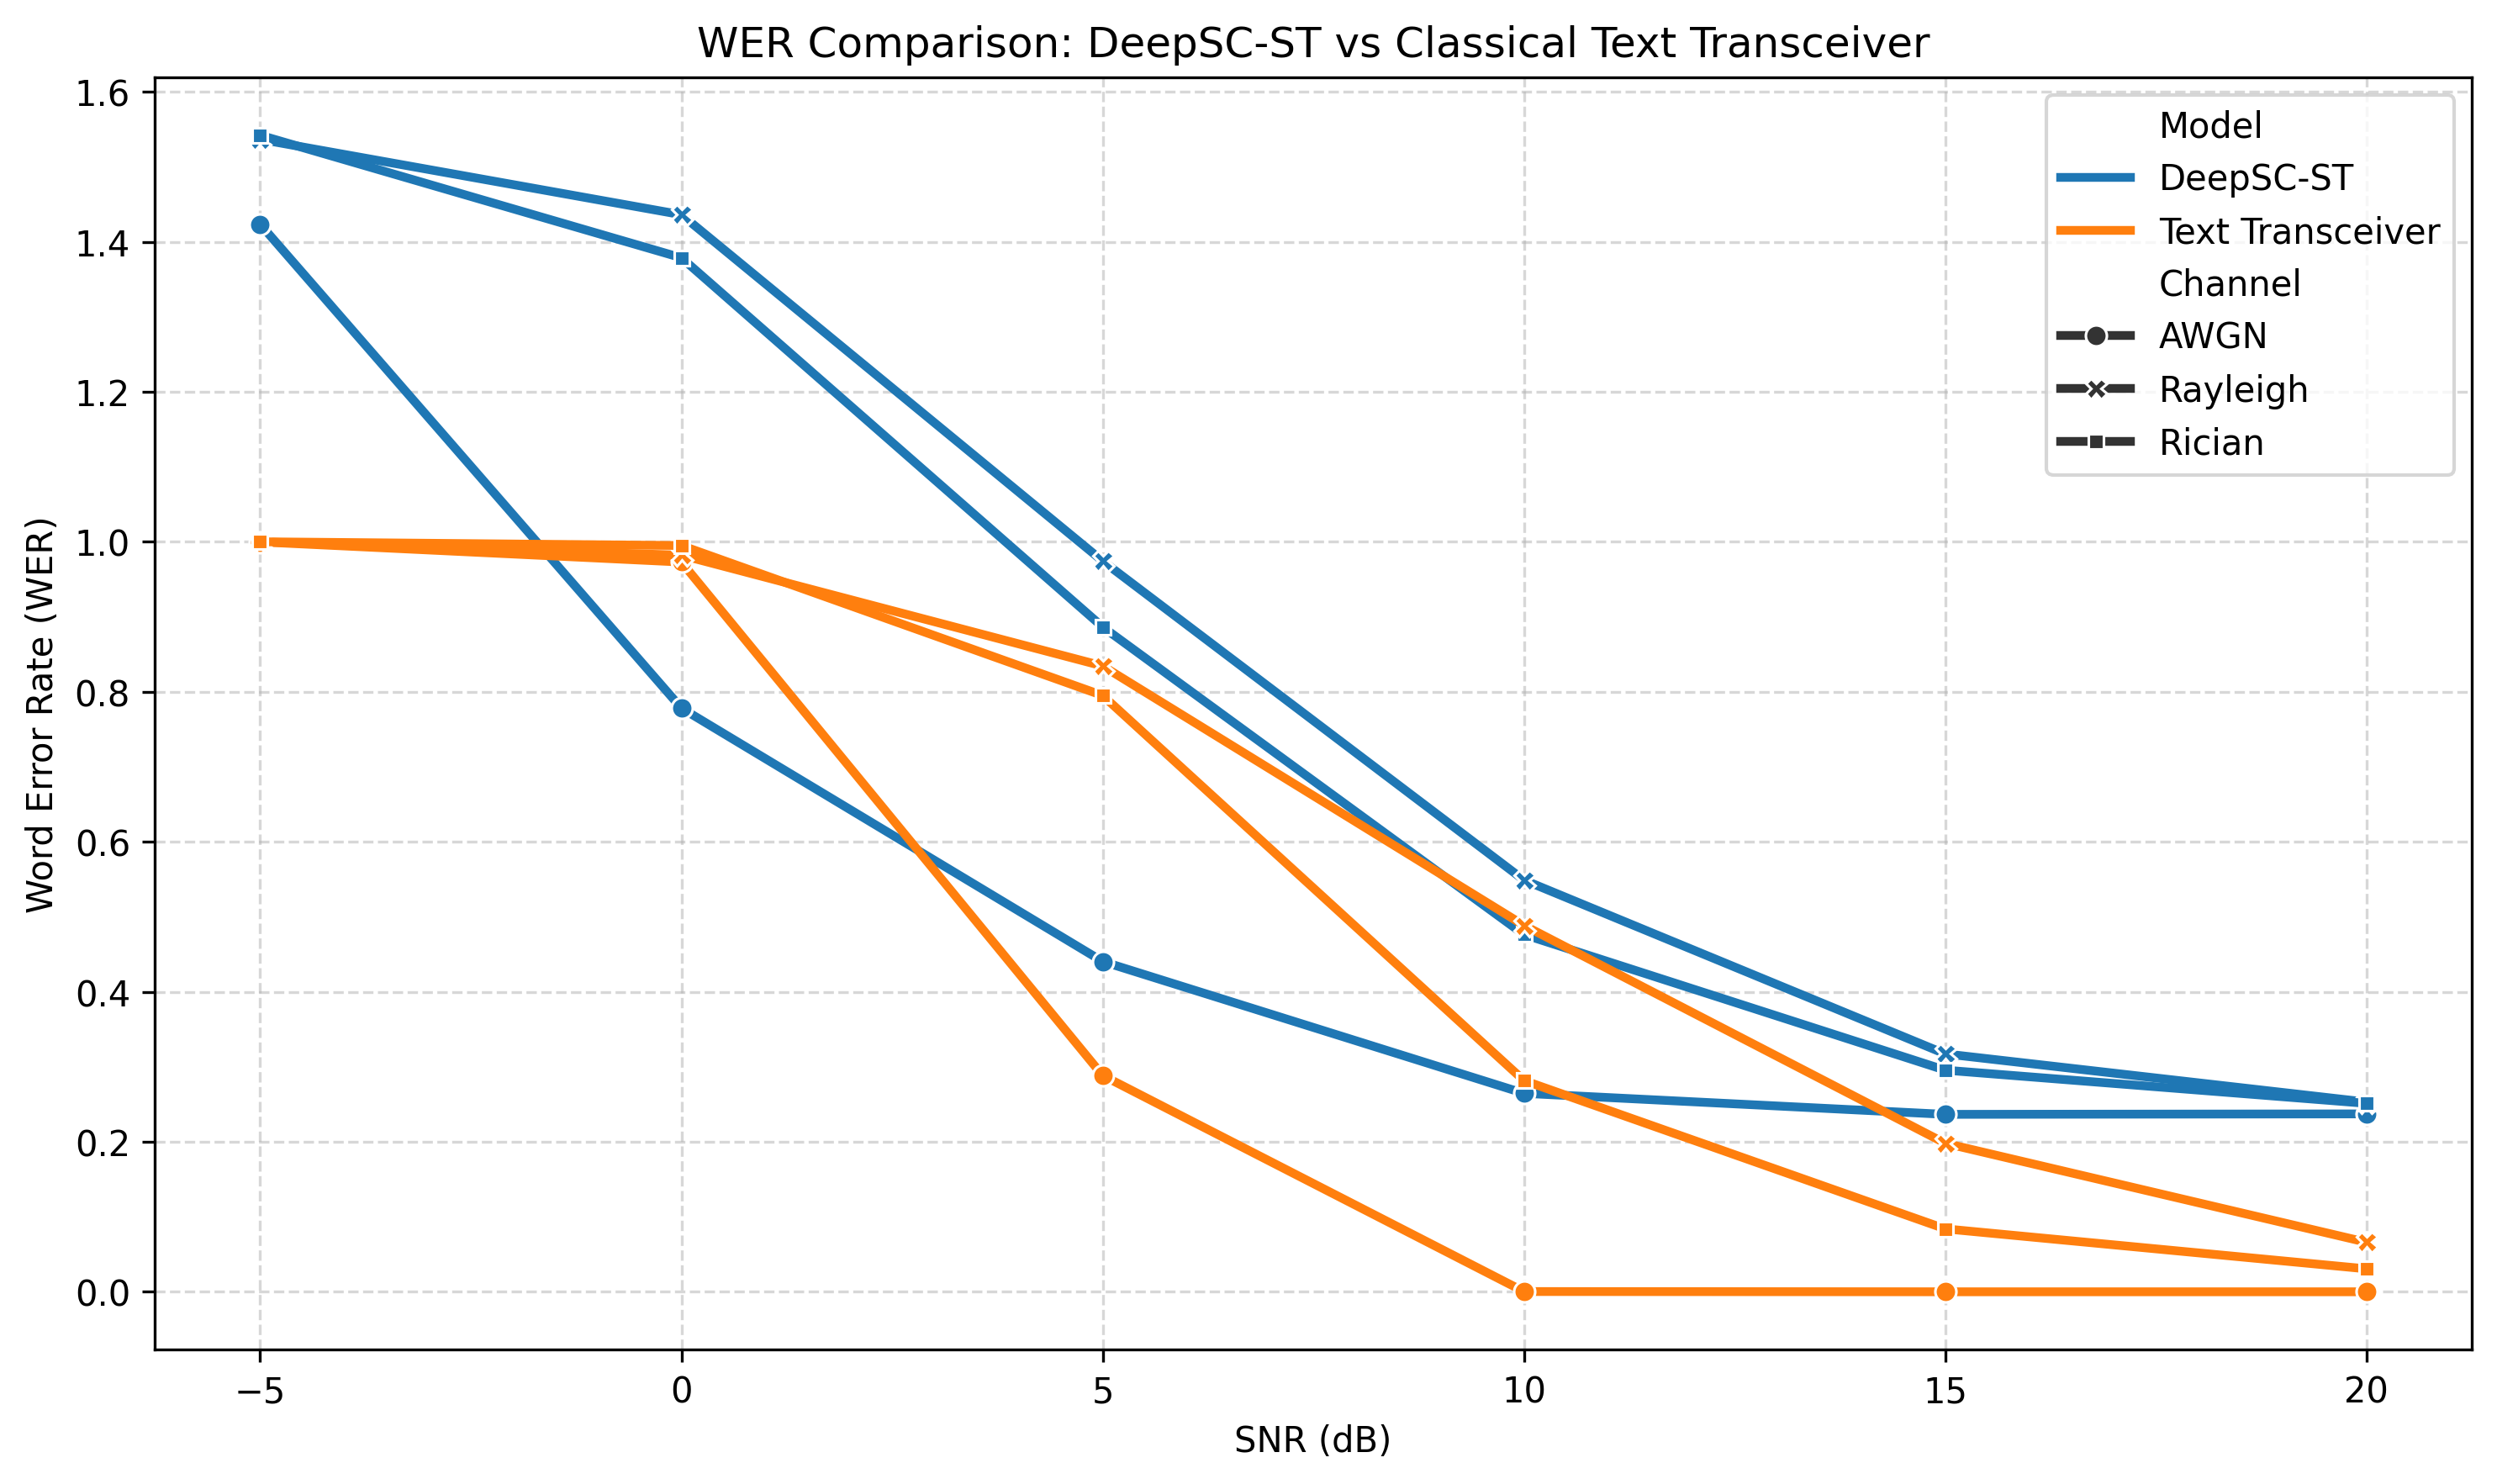 WER Comparison: DeepSC-ST vs Classical Text Transceiver
Word Error Rate (WER)
1.6
1.4
1.2
1.0
0.8
0.6
0.4
0.2
0.0
Model
DeepSC-ST
Text Transceiver
Channel
AWGN
Rayleigh
Rician
−5 0 5 10 15 20
SNR (dB)